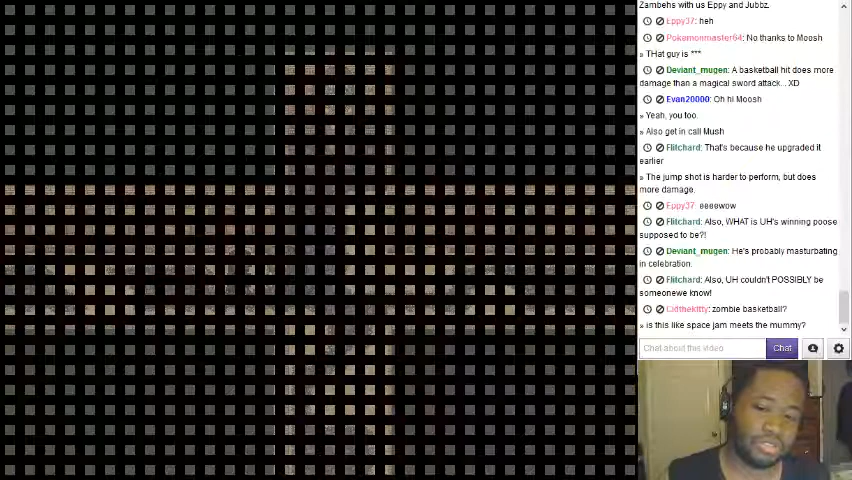 Zambehs with us Eppy and Jubbz.
Eppy37: heh
Pokemonmaster64: No thanks to Moosh
» THat guy is ***
Deviant_mugen: A basketball hit does more
damage than a magical sword attack... XD
Evan20000: Oh hi Moosh
» Yeah, you too.
» Also get in call Mush
Flitchard: That's because he upgraded it
earlier
» The jump shot is harder to perform, but does
more damage.
Eppy37: eeeewow
Flitchard: Also, WHAT is UH's winning poose
supposed to be?!
Deviant_mugen: He's probably masturbating
in celebration.
Flitchard: Also, UH couldn't POSSIBLY be
someonewe know!
Cidthekitty: zombie basketball?
» is this like space jam meets the mummy?
Chat about this video
Chat